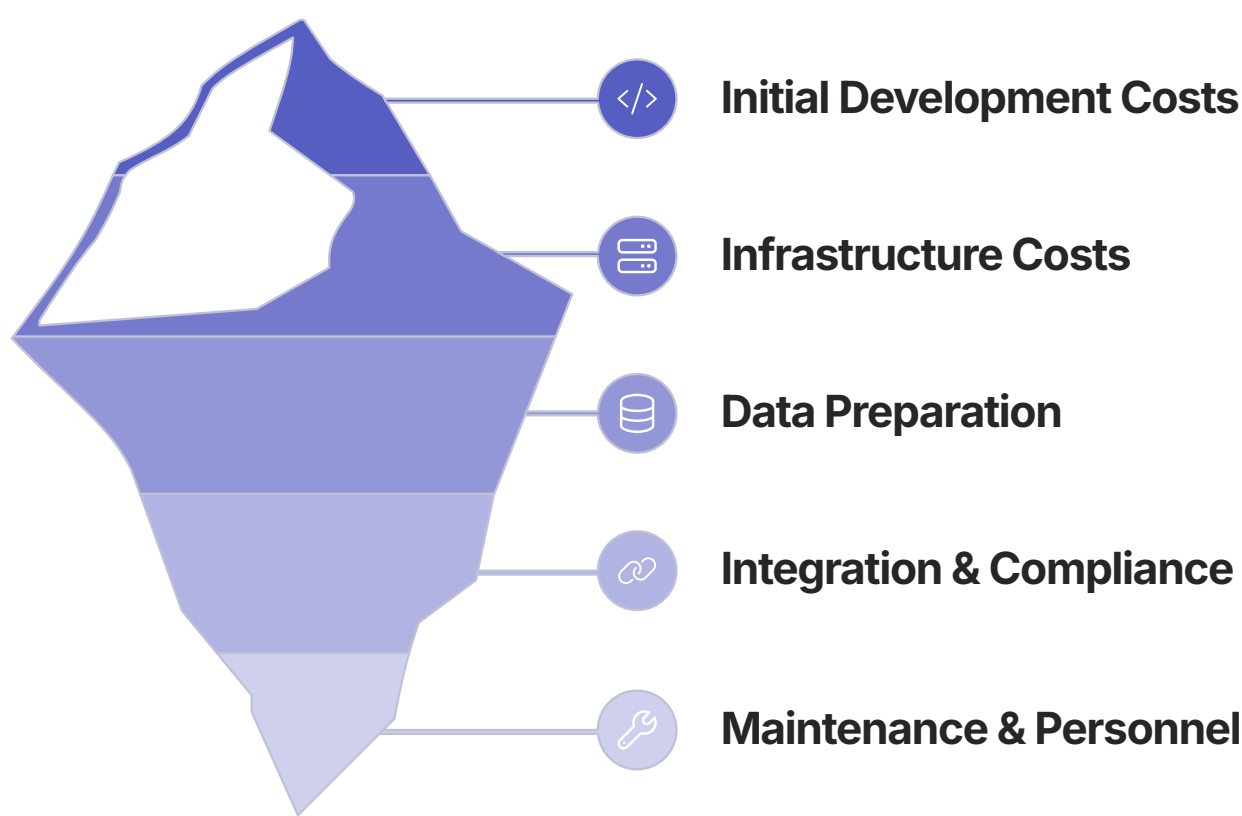 Initial Development Costs
Infrastructure Costs
Data Preparation
Integration & Compliance
Maintenance & Personnel